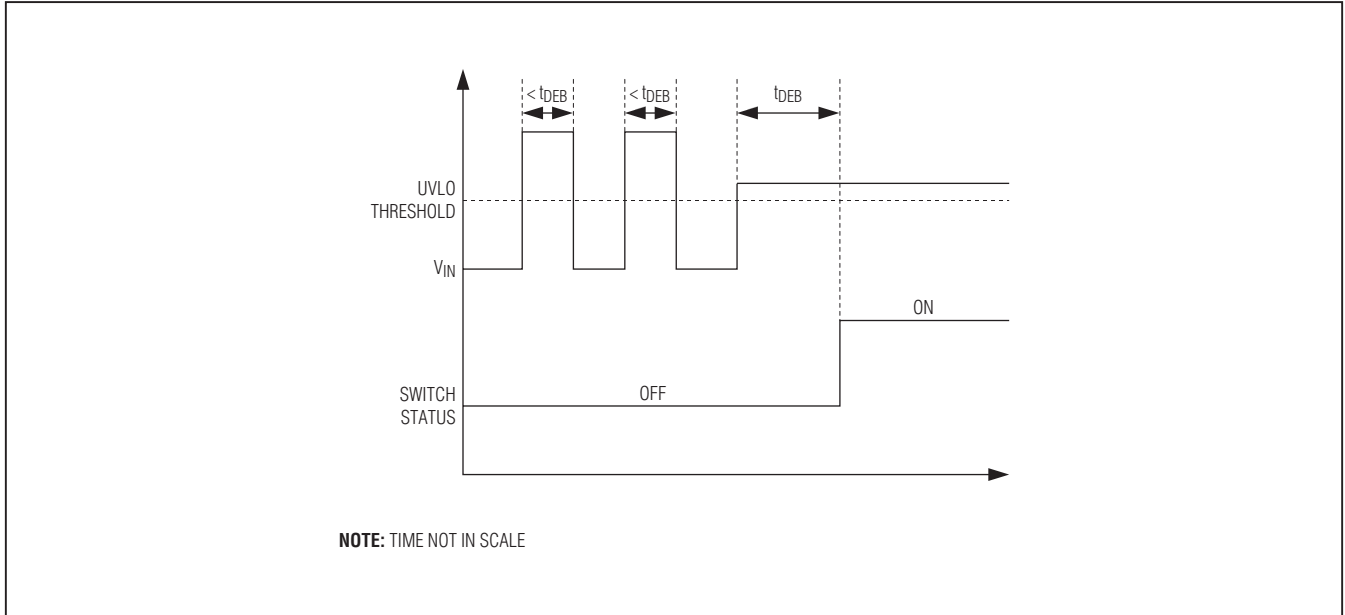 < tDEB
< tDEB
tDEB
UVLO
THRESHOLD
VIN
ON
SWITCH
STATUS
OFF
NOTE: TIME NOT IN SCALE